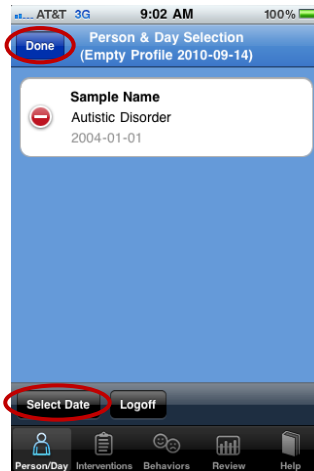 AT&T 3G 9:02 AM 100%
Done
Person & Day Selection
(Empty Profile 2010-09-14)
Sample Name
Autistic Disorder
2004-01-01
Select Date Logoff
Person/Day Interventions Behaviors Review Help